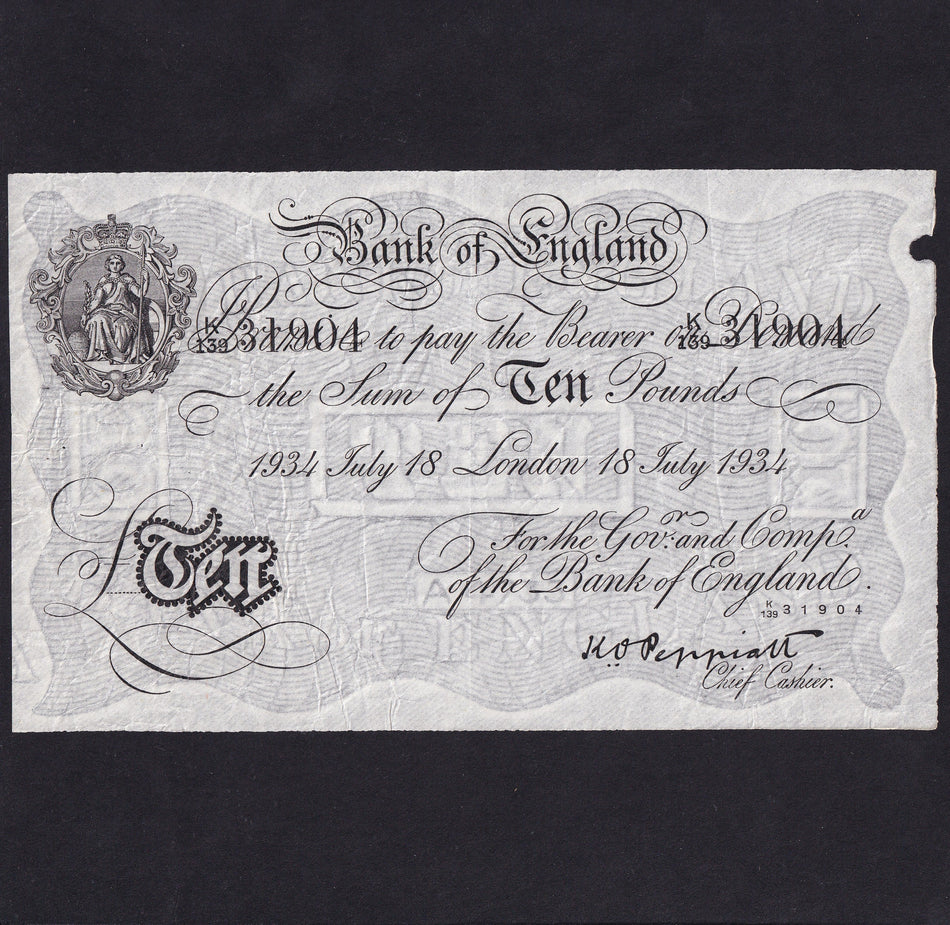 Bank of England
K 139 31904 to pay the Bearer on K 139 31904
the Sum of Ten Pounds
1934 July 18 London 18 July 1934
For the Govr. and Compa.
of the Bank of England.
K 139 31904
£Ten
K.O. Peppiatt
Chief Cashier.